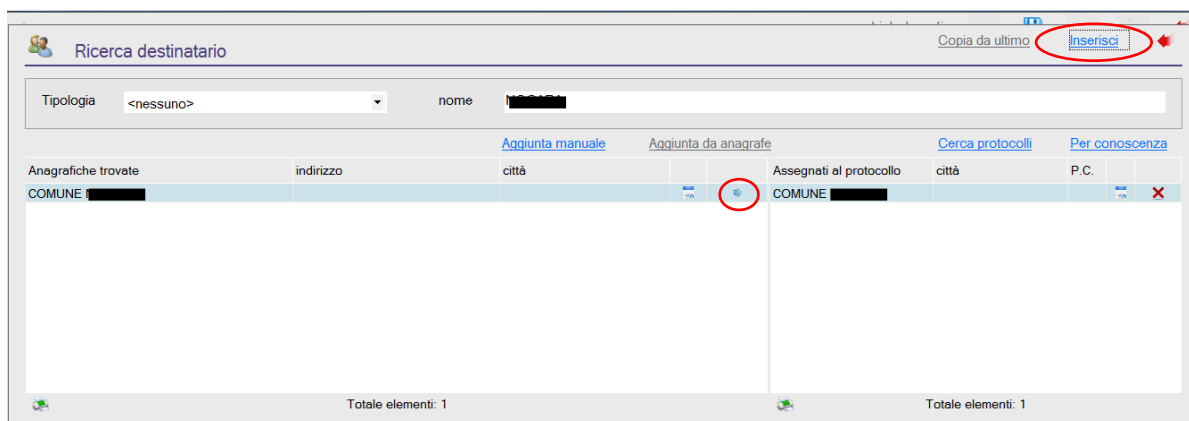 Ricerca destinatario
Copia da ultimo
Inserisci
Tipologia
<nessuno>
nome
Aggiunta manuale
Aggiunta da anagrafe
Cerca protocolli
Per conoscenza
Anagrafiche trovate
indirizzo
città
Assegnati al protocollo
città
P.C.
COMUNE
COMUNE
Totale elementi: 1
Totale elementi: 1